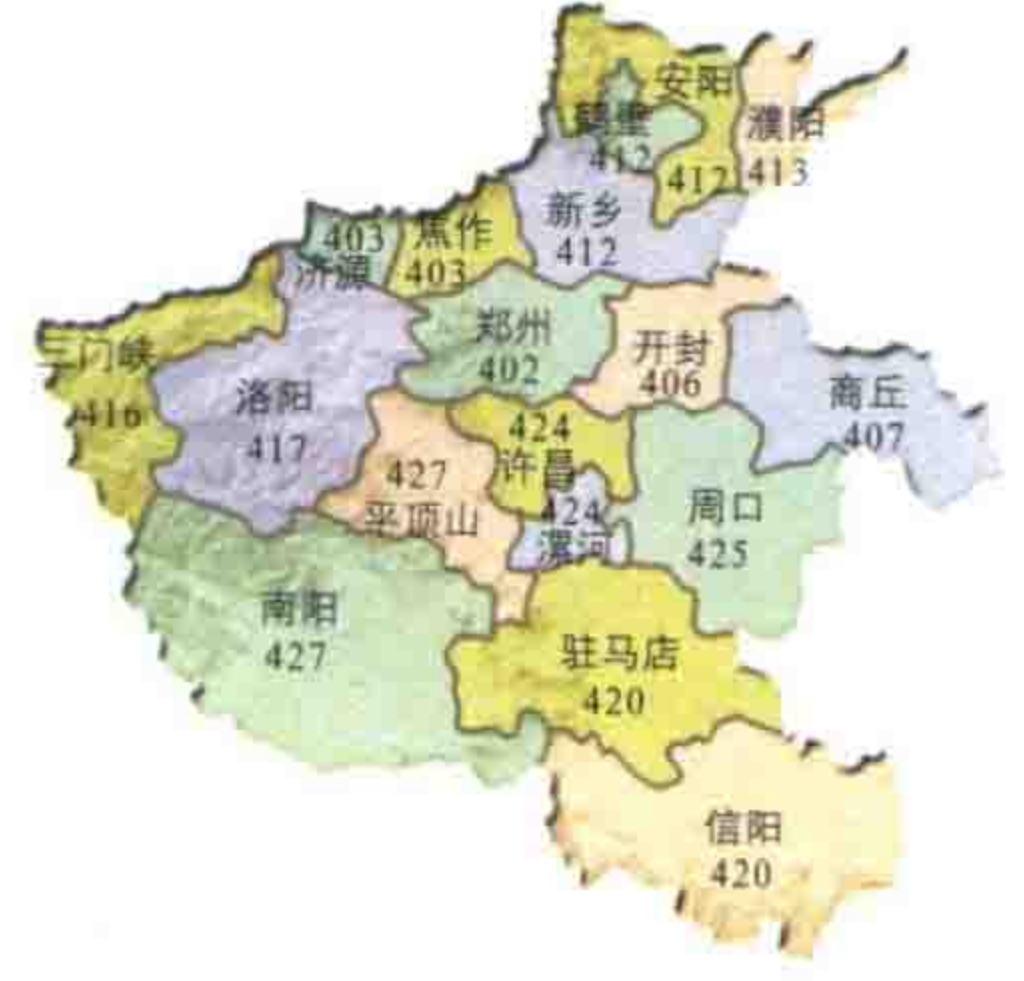 安阳
鹤壁
412
412
濮阳
413
新乡
412
403
济源
焦作
403
三门峡
416
洛阳
417
郑州
402
开封
406
商丘
407
424
许昌
427
平顶山
424
漯河
周口
425
南阳
427
驻马店
420
信阳
420